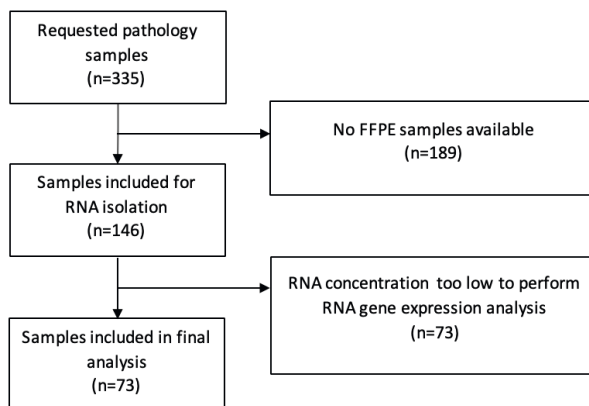 Requested pathology
samples
(n=335)
No FFPE samples available
(n=189)
Samples included for
RNA isolation
(n=146)
RNA concentration too low to perform
RNA gene expression analysis
(n=73)
Samples included in final
analysis
(n=73)